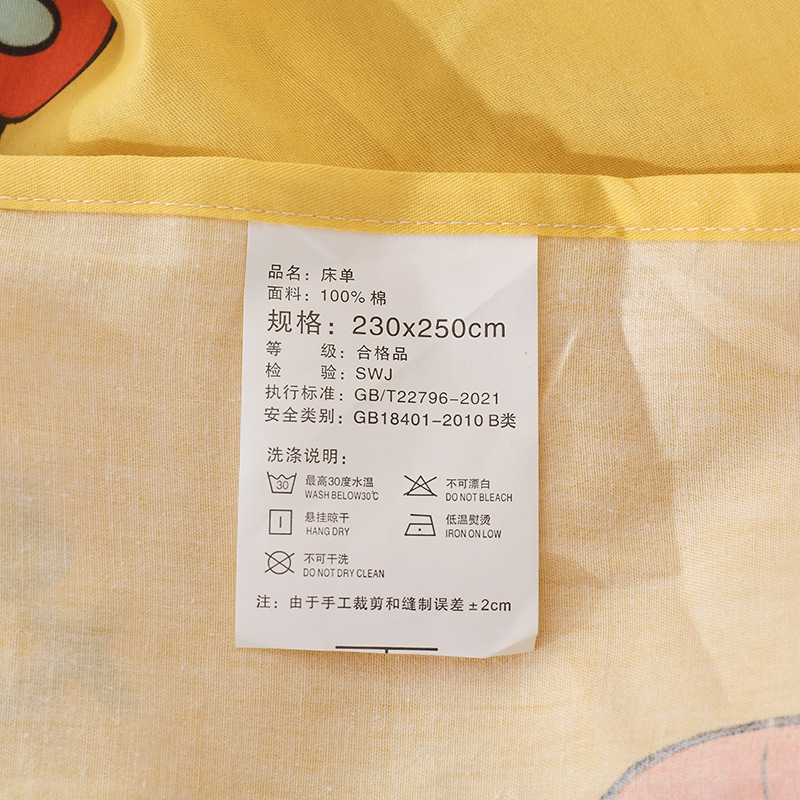 品名：床单
面料：100% 棉
规格：230x250cm
等 级：合格品
检 验：SWJ
执行标准：GB/T22796-2021
安全类别：GB18401-2010 B类
洗涤说明：
30 最高30度水温 不可漂白
WASH BELOW30℃ DO NOT BLEACH
悬挂晾干 低温熨烫
HANG DRY IRON ON LOW
不可干洗
DO NOT DRY CLEAN
注：由于手工裁剪和缝制误差±2cm